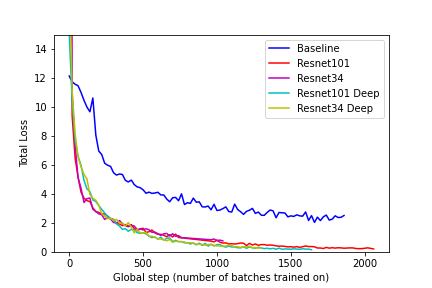 Baseline
Resnet101
Resnet34
Resnet101 Deep
Resnet34 Deep
Total Loss
14
12
10
8
6
4
2
0
0 500 1000 1500 2000
Global step (number of batches trained on)